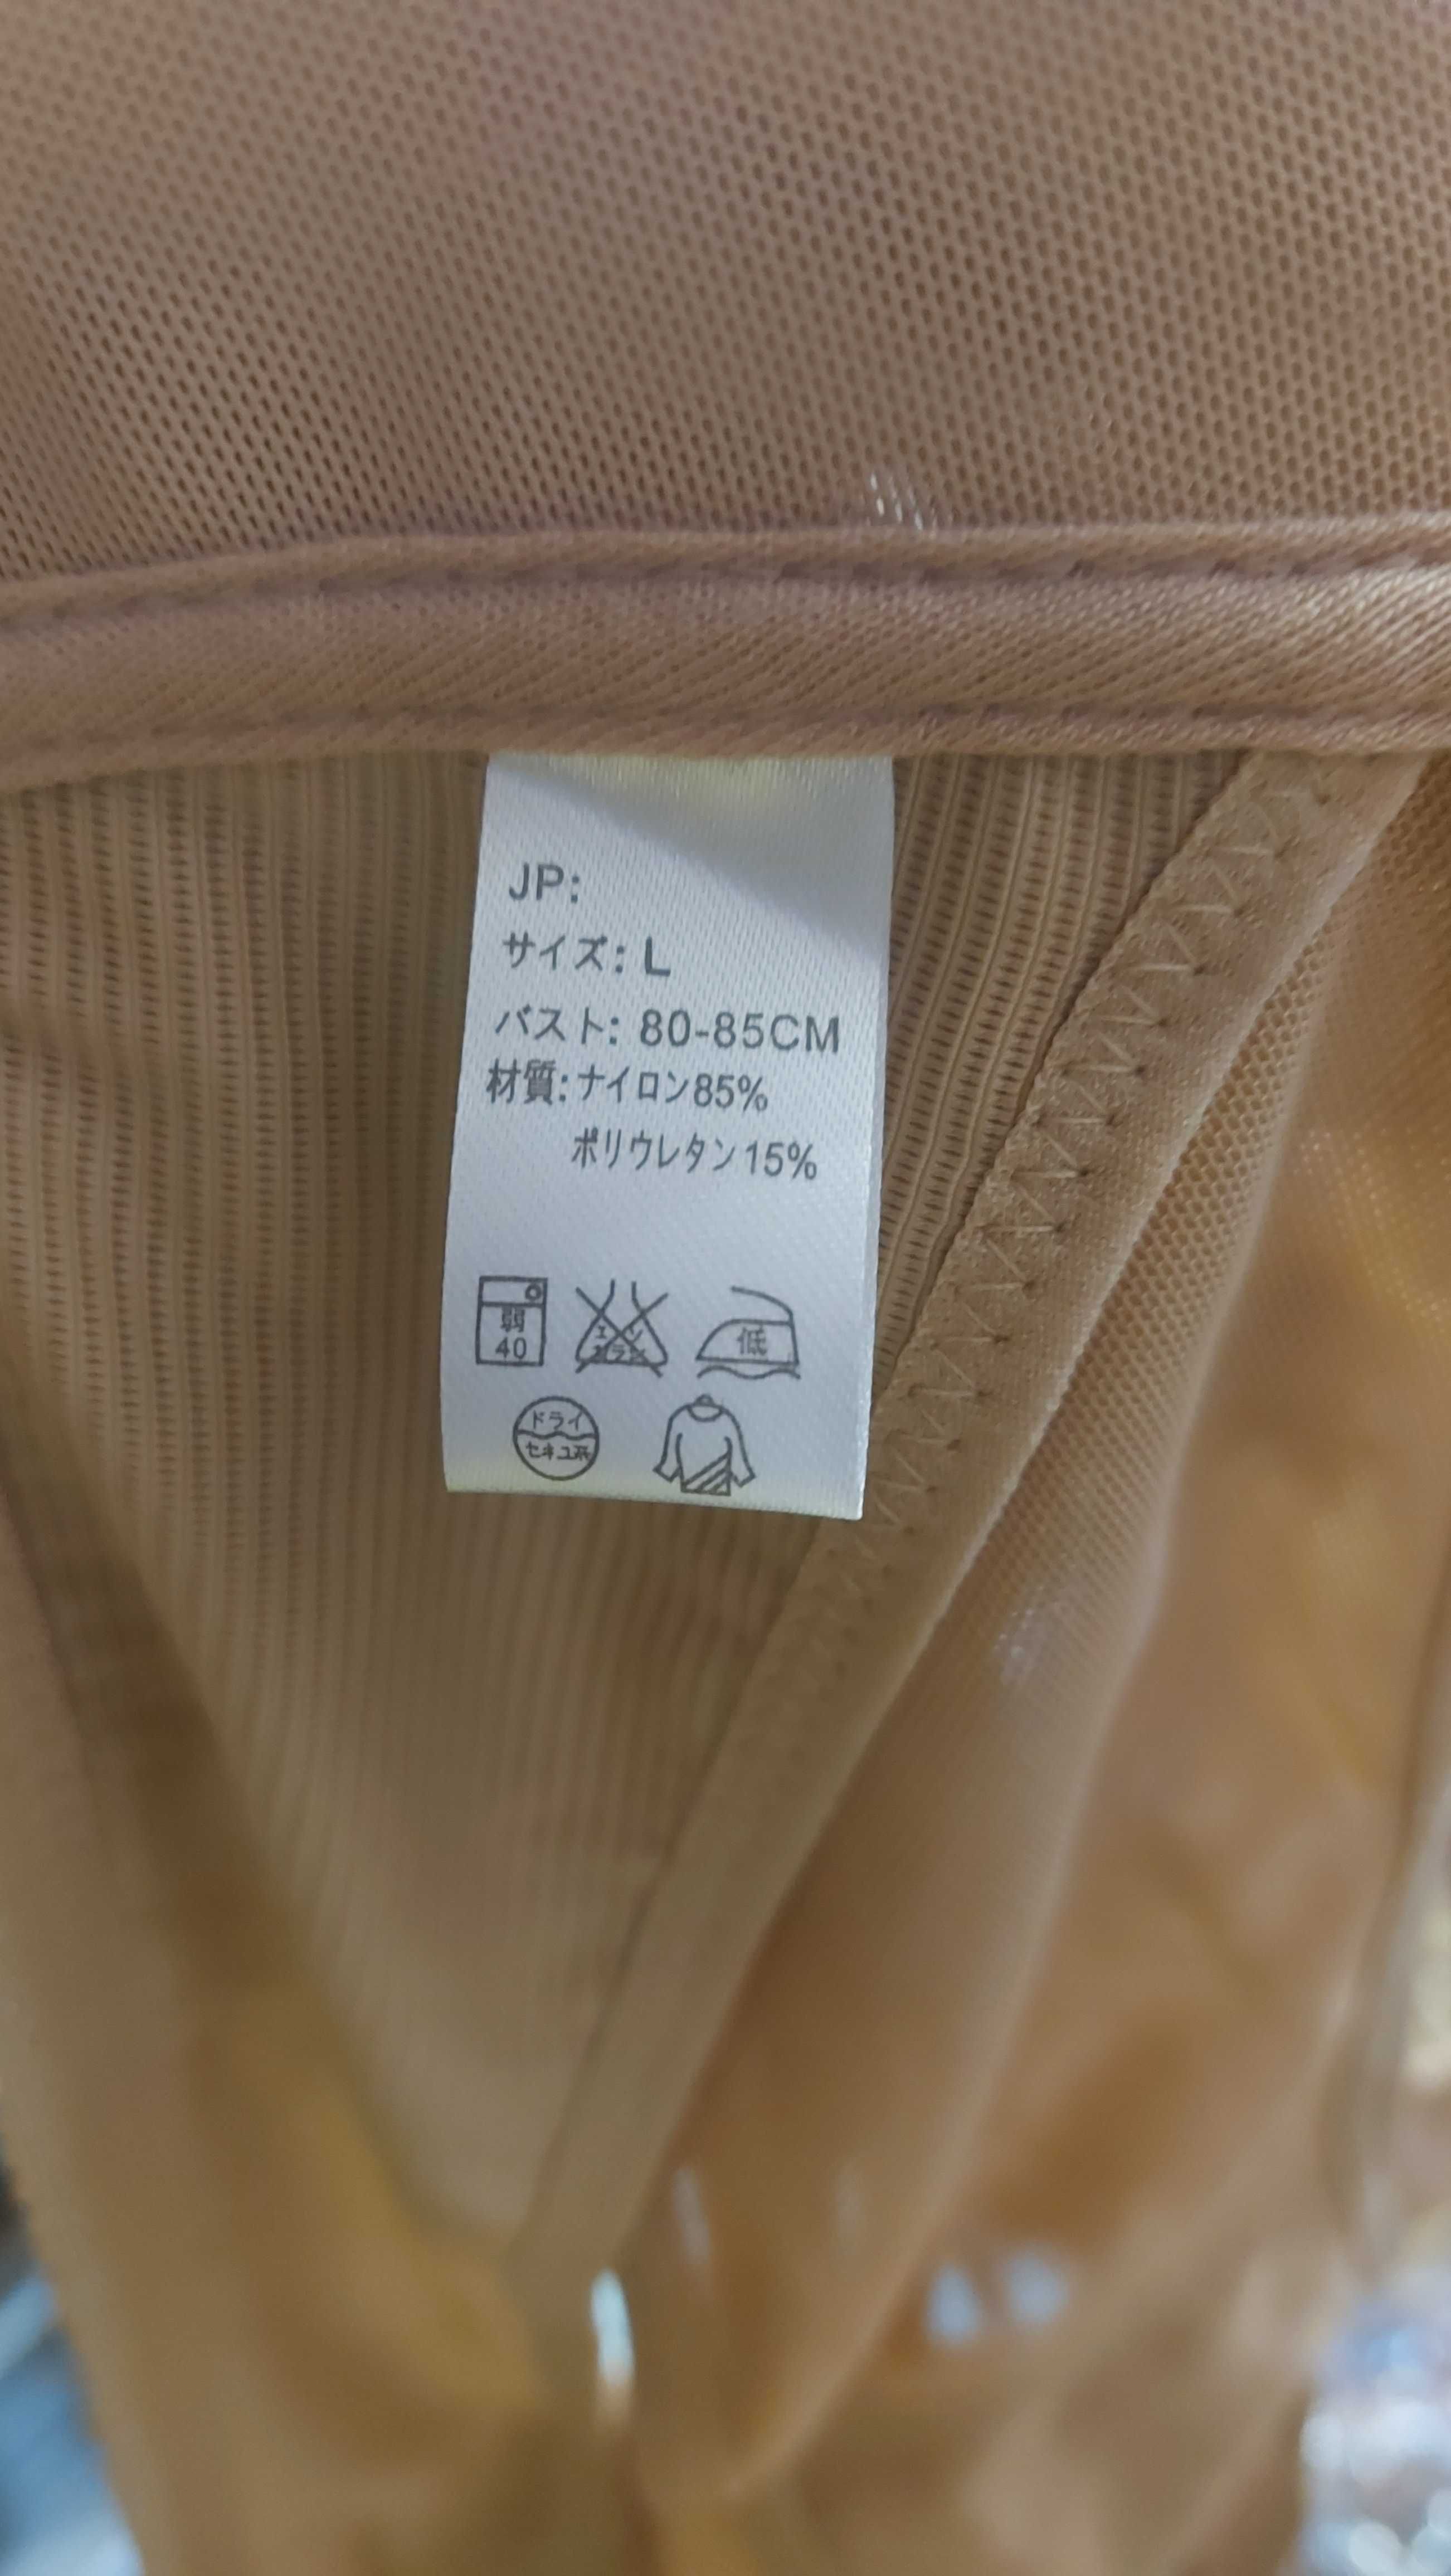 JP:
サイズ: L
バスト: 80-85CM
材質:ナイロン85%
ポリウレタン15%
弱
40
低
ドライ
セキユ系